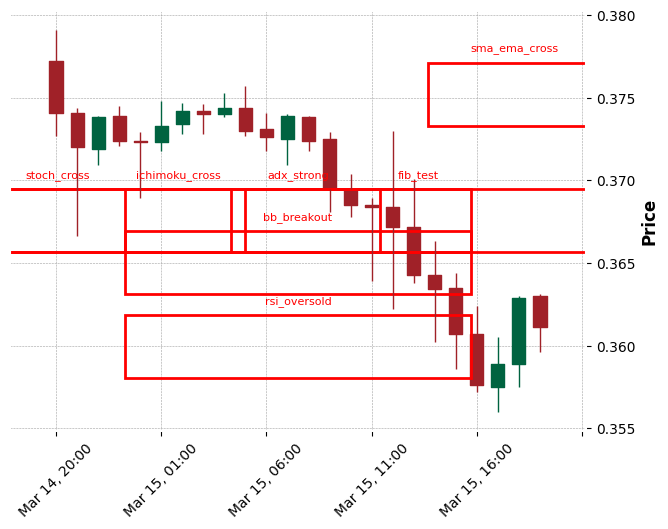 0.380
sma_ema_cross
0.375
stoch_cross
ichimoku_cross
adx_strong
fib_test
0.370
bb_breakout
Price
0.365
rsi_oversold
0.360
0.355
Mar 14, 20:00
Mar 15, 01:00
Mar 15, 06:00
Mar 15, 11:00
Mar 15, 16:00